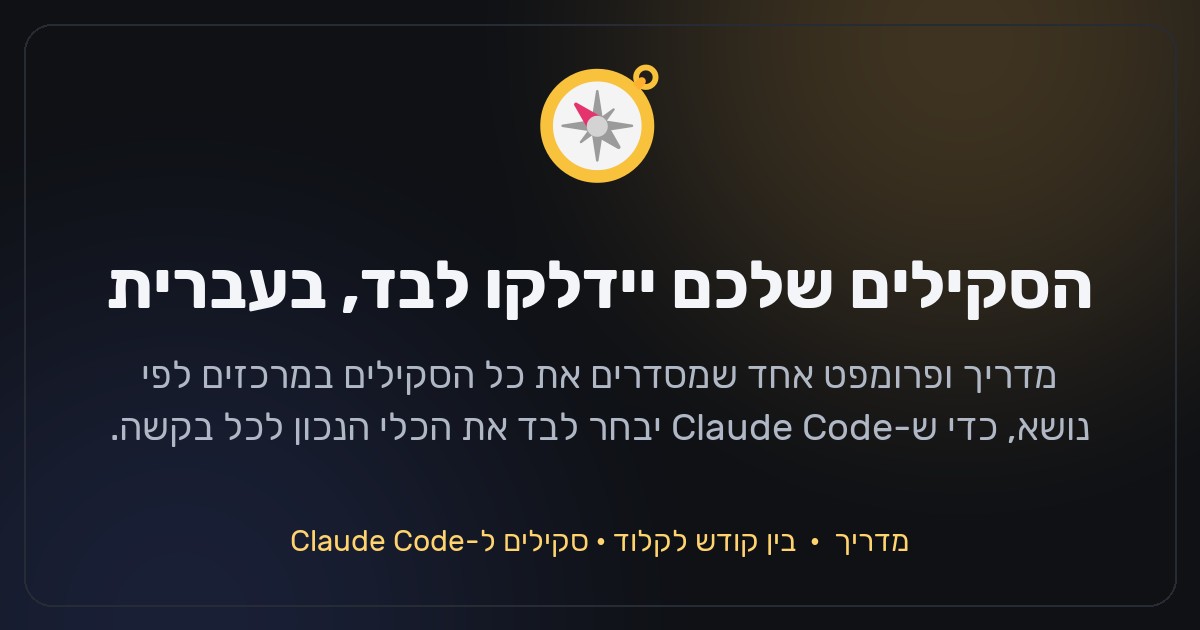 הסקילים שלכם יידלקו לבד, בעברית
מדריך ופרומפט אחד שמסדרים את כל הסקילים במרכזים לפי
נושא, כדי ש-Claude Code יבחר לבד את הכלי הנכון לכל בקשה.
מדריך • בין קודש לקלוד • סקילים ל-Claude Code